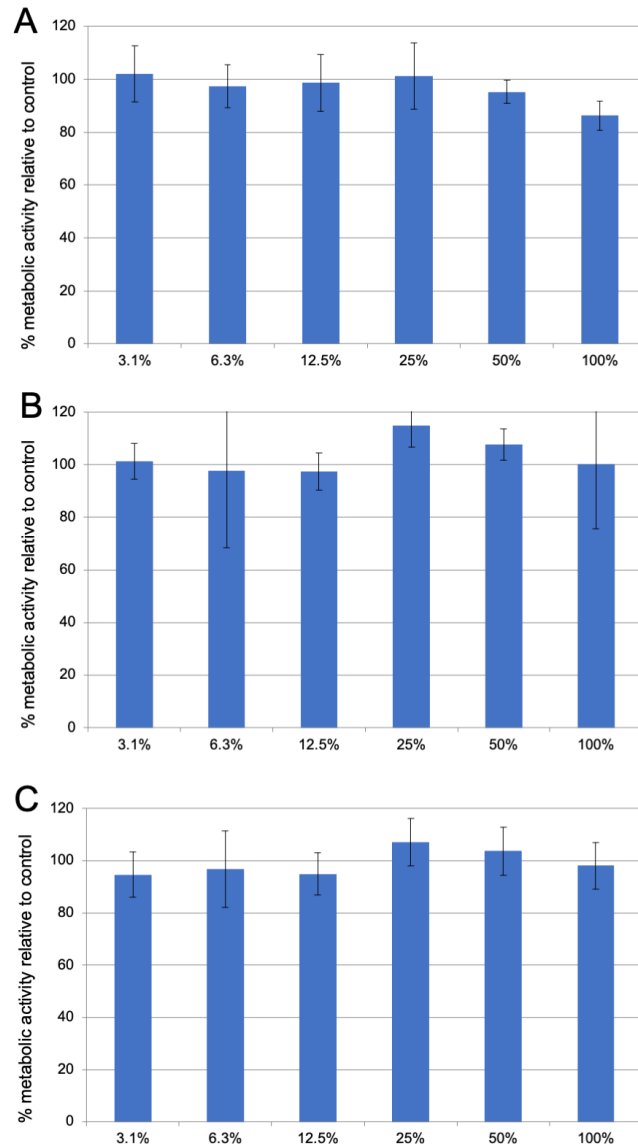 A
% metabolic activity relative to control
120
100
80
60
40
20
0
3.1% 6.3% 12.5% 25% 50% 100%
B
% metabolic activity relative to control
120
100
80
60
40
20
0
3.1% 6.3% 12.5% 25% 50% 100%
C
% metabolic activity relative to control
120
100
80
60
40
20
0
3.1% 6.3% 12.5% 25% 50% 100%